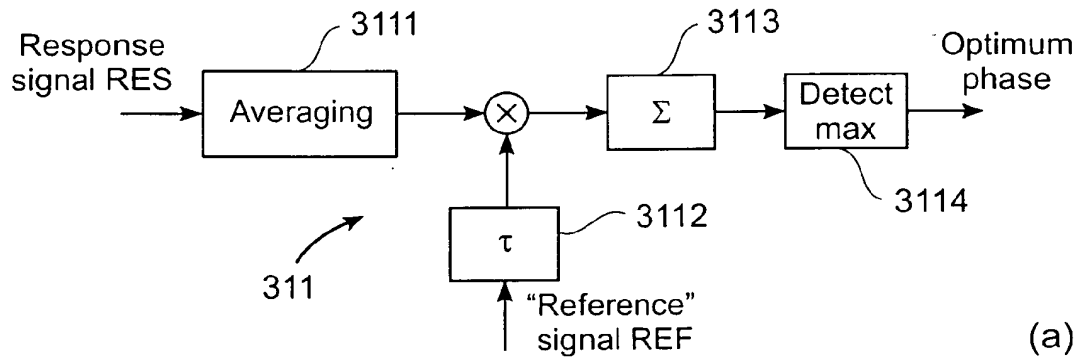 3111
3113
Response
signal RES
Averaging
×
Σ
Detect
max
Optimum
phase
3112
3114
τ
311
“Reference”
signal REF
(a)